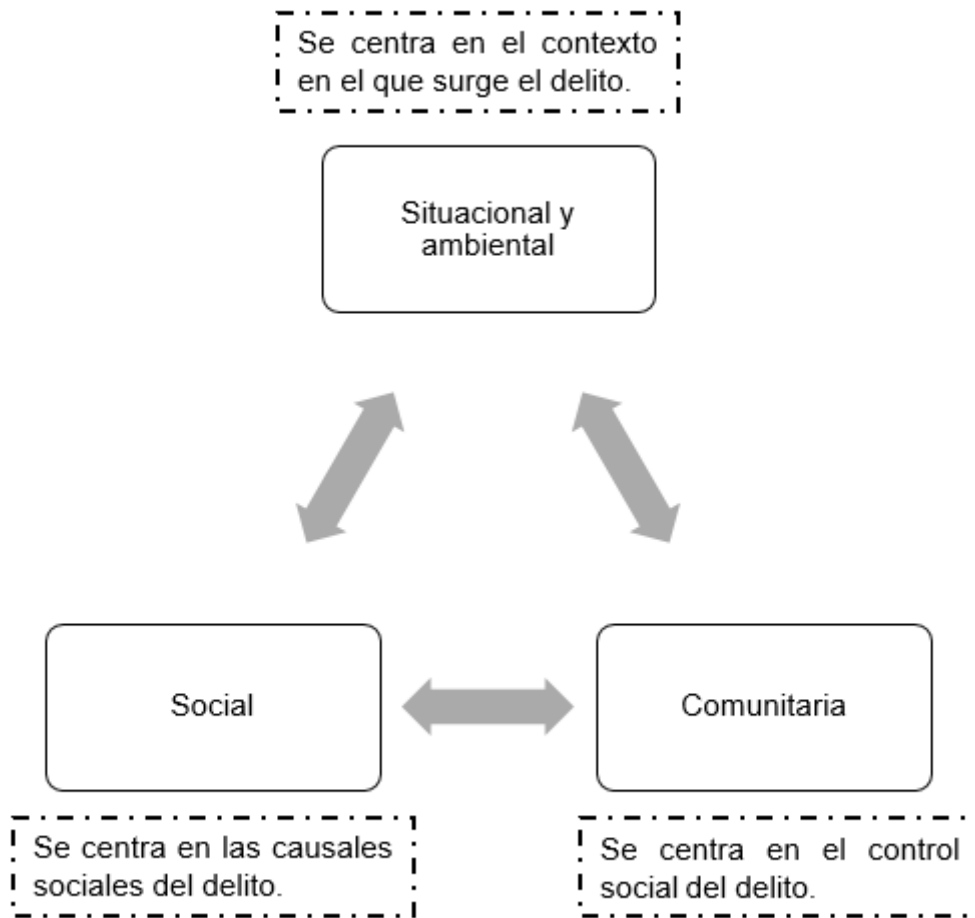 Se centra en el contexto
en el que surge el delito.
Situacional y
ambiental
Social
Comunitaria
Se centra en las causales
sociales del delito.
Se centra en el control
social del delito.